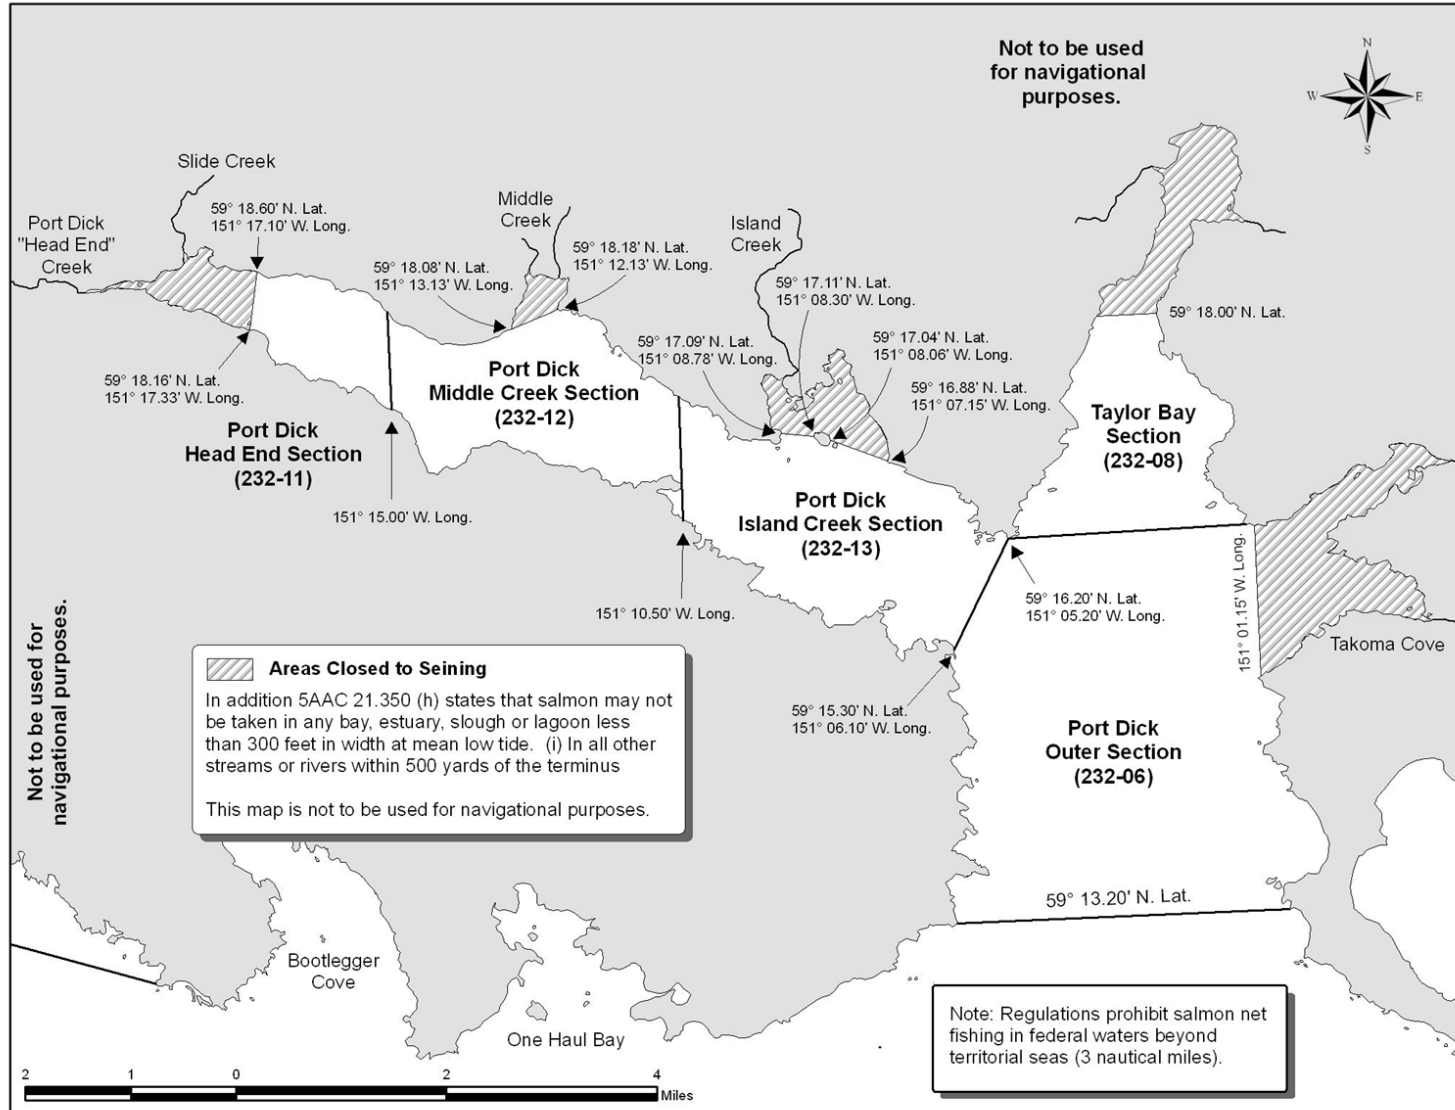 Not to be used
for navigational
purposes.
N
W
E
S
Slide Creek
Port Dick
"Head End"
Creek
59° 18.60' N. Lat.
151° 17.10' W. Long.
Middle
Creek
59° 18.18' N. Lat.
151° 12.13' W. Long.
59° 18.08' N. Lat.
151° 13.13' W. Long.
Island
Creek
59° 17.11' N. Lat.
151° 08.30' W. Long.
59° 17.09' N. Lat.
151° 08.78' W. Long.
59° 17.04' N. Lat.
151° 08.06' W. Long.
59° 16.88' N. Lat.
151° 07.15' W. Long.
59° 18.00' N. Lat.
59° 18.16' N. Lat.
151° 17.33' W. Long.
Port Dick
Head End Section
(232-11)
Port Dick
Middle Creek Section
(232-12)
Taylor Bay
Section
(232-08)
151° 15.00' W. Long.
Port Dick
Island Creek Section
(232-13)
151° 10.50' W. Long.
59° 16.20' N. Lat.
151° 05.20' W. Long.
151° 01.15' W. Long.
Takoma Cove
59° 15.30' N. Lat.
151° 06.10' W. Long.
Port Dick
Outer Section
(232-06)
Not to be used for
navigational purposes.
Areas Closed to Seining
In addition 5AAC 21.350 (h) states that salmon may not
be taken in any bay, estuary, slough or lagoon less
than 300 feet in width at mean low tide. (i) In all other
streams or rivers within 500 yards of the terminus
This map is not to be used for navigational purposes.
59° 13.20' N. Lat.
Bootlegger
Cove
One Haul Bay
Note: Regulations prohibit salmon net
fishing in federal waters beyond
territorial seas (3 nautical miles).
2 1 0 2 4
Miles